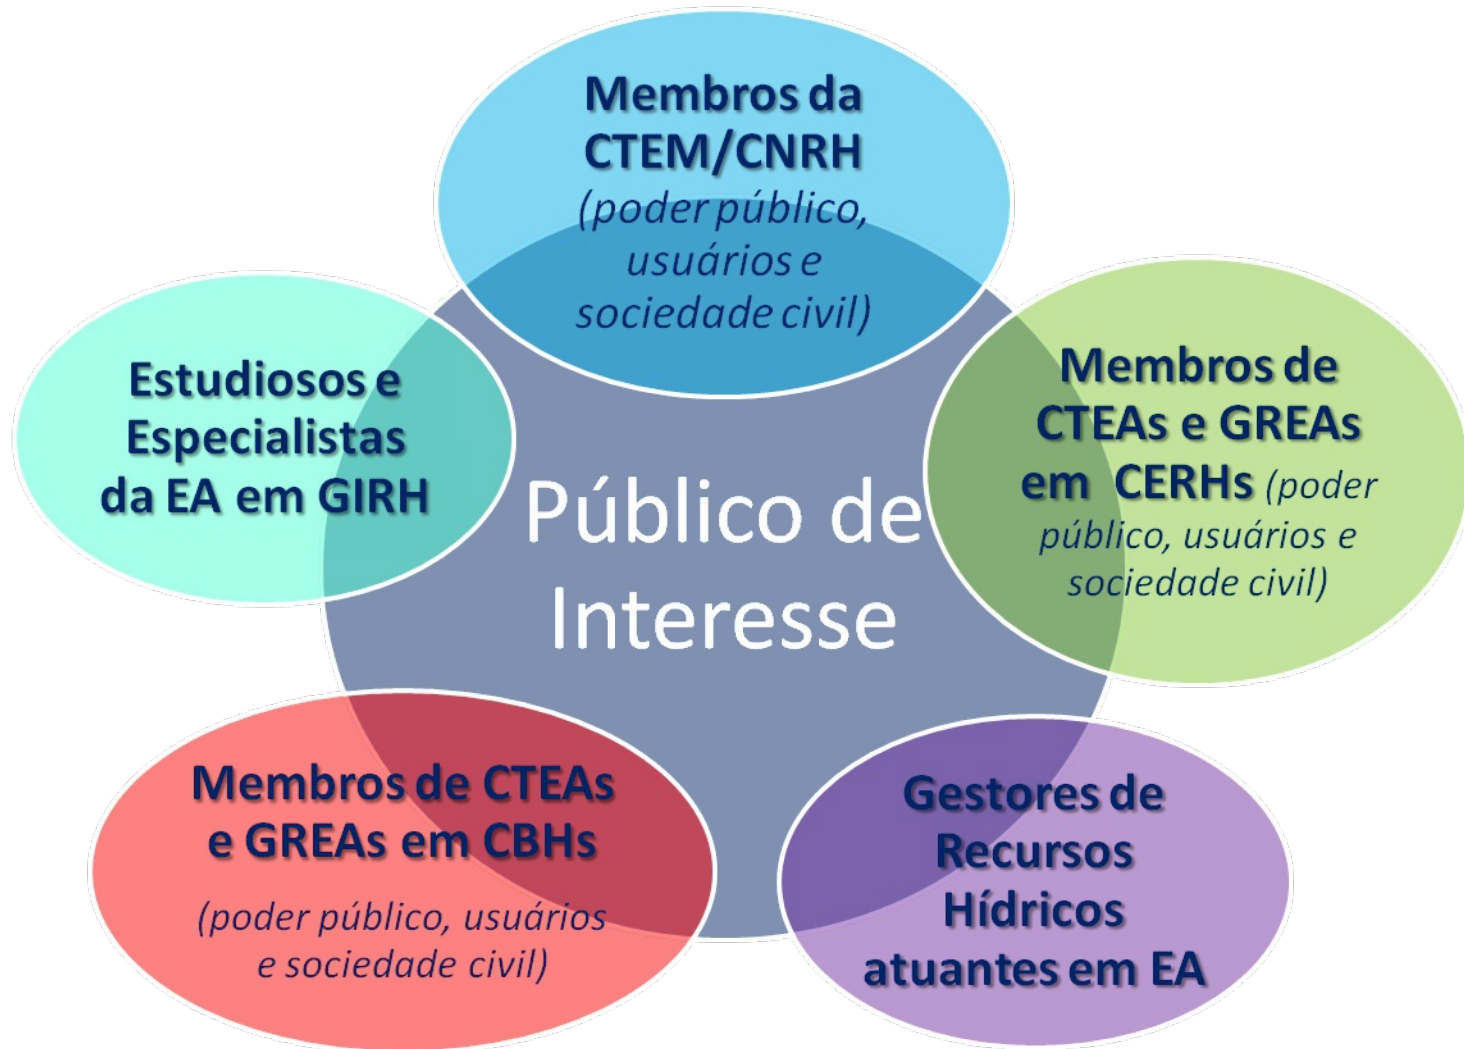 Membros da
CTEM/CNRH
(poder público,
usuários e
sociedade civil)
Estudiosos e
Especialistas
da EA em GIRH
Membros de
CTEAs e GREAs
em CERHs (poder
público, usuários e
sociedade civil)
Público de
Interesse
Membros de CTEAs
e GREAs em CBHs
(poder público, usuários
e sociedade civil)
Gestores de
Recursos
Hídricos
atuantes em EA